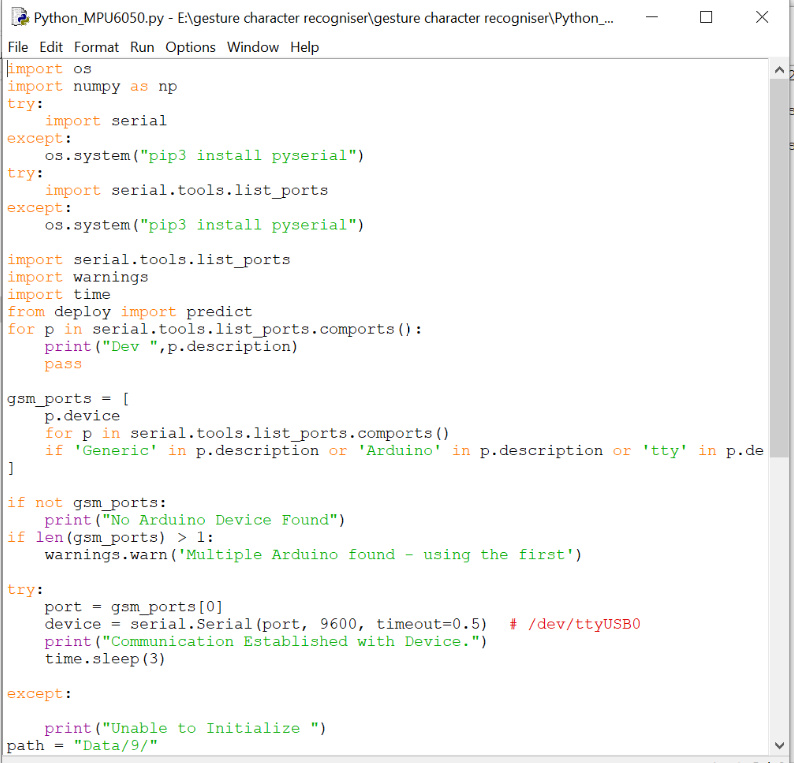 Python_MPU6050.py - E:\gesture character recogniser\gesture character recogniser\Python_...
File Edit Format Run Options Window Help
import os
import numpy as np
try:
    import serial
except:
    os.system("pip3 install pyserial")
try:
    import serial.tools.list_ports
except:
    os.system("pip3 install pyserial")

import serial.tools.list_ports
import warnings
import time
from deploy import predict
for p in serial.tools.list_ports.comports():
    print("Dev ",p.description)
    pass

gsm_ports = [
    p.device
    for p in serial.tools.list_ports.comports()
    if 'Generic' in p.description or 'Arduino' in p.description or 'tty' in p.de
]

if not gsm_ports:
    print("No Arduino Device Found")
if len(gsm_ports) > 1:
    warnings.warn('Multiple Arduino found - using the first')

try:
    port = gsm_ports[0]
    device = serial.Serial(port, 9600, timeout=0.5)  # /dev/ttyUSB0
    print("Communication Established with Device.")
    time.sleep(3)

except:

    print("Unable to Initialize ")
path = "Data/9/"